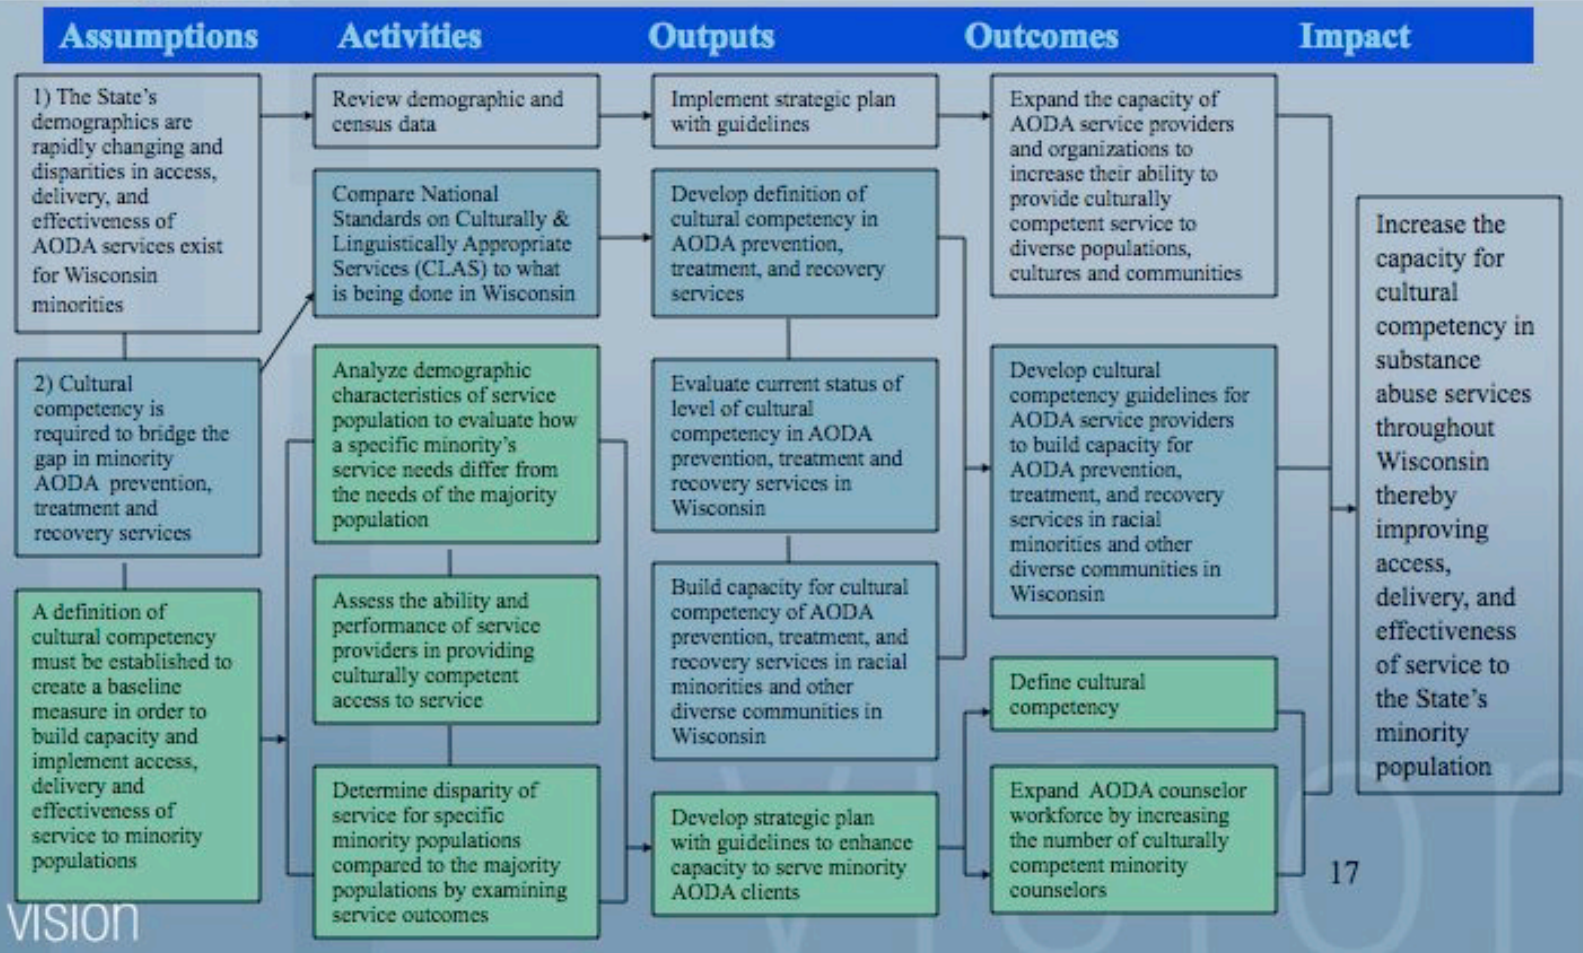 Assumptions
Activities
Outputs
Outcomes
Impact
1) The State's
demographics are
rapidly changing and
disparities in access,
delivery, and
effectiveness of
AODA services exist
for Wisconsin
minorities
2) Cultural
competency is
required to bridge the
gap in minority
AODA prevention,
treatment and
recovery services
A definition of
cultural competency
must be established to
create a baseline
measure in order to
build capacity and
implement access,
delivery and
effectiveness of
service to minority
populations
Review demographic and
census data
Compare National
Standards on Culturally &
Linguistically Appropriate
Services (CLAS) to what
is being done in Wisconsin
Analyze demographic
characteristics of service
population to evaluate how
a specific minority's
service needs differ from
the needs of the majority
population
Assess the ability and
performance of service
providers in providing
culturally competent
access to service
Determine disparity of
service for specific
minority populations
compared to the majority
populations by examining
service outcomes
Implement strategic plan
with guidelines
Develop definition of
cultural competency in
AODA prevention,
treatment, and recovery
services
Evaluate current status of
level of cultural
competency in AODA
prevention, treatment and
recovery services in
Wisconsin
Build capacity for cultural
competency of AODA
prevention, treatment, and
recovery services in racial
minorities and other
diverse communities in
Wisconsin
Develop strategic plan
with guidelines to enhance
capacity to serve minority
AODA clients
Expand the capacity of
AODA service providers
and organizations to
increase their ability to
provide culturally
competent service to
diverse populations,
cultures and communities
Develop cultural
competency guidelines for
AODA service providers
to build capacity for
AODA prevention,
treatment, and recovery
services in racial
minorities and other
diverse communities in
Wisconsin
Define cultural
competency
Expand AODA counselor
workforce by increasing
the number of culturally
competent minority
counselors
Increase the
capacity for
cultural
competency in
substance
abuse services
throughout
Wisconsin
thereby
improving
access,
delivery, and
effectiveness
of service to
the State's
minority
population
17
vision
vision